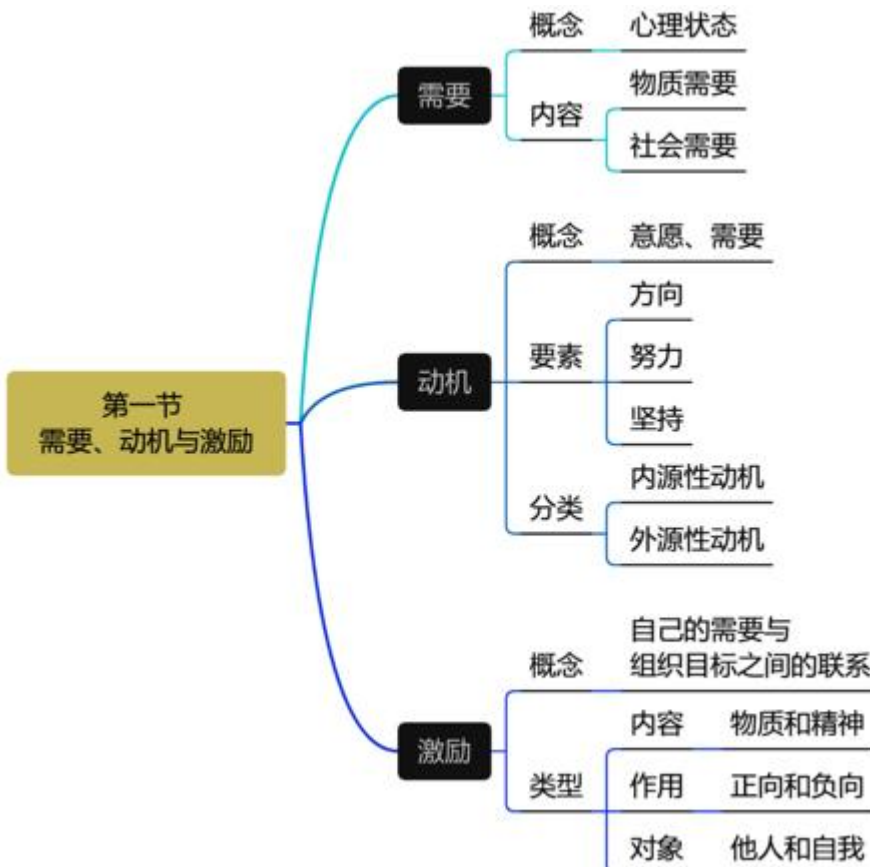 第一节
需要、动机与激励
需要
概念
心理状态
内容
物质需要
社会需要
动机
概念
意愿、需要
要素
方向
努力
坚持
分类
内源性动机
外源性动机
激励
概念
自己的需要与
组织目标之间的联系
类型
内容
物质和精神
作用
正向和负向
对象
他人和自我